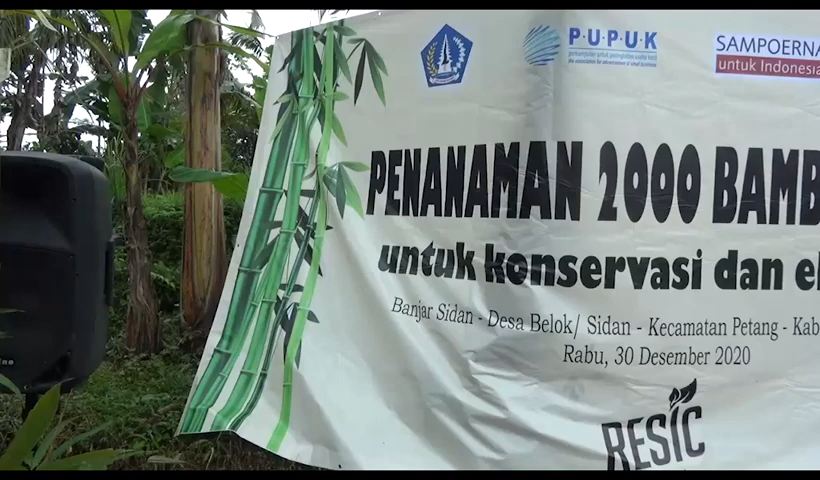 P·U·P·U·K
SAMPOERNA
untuk Indonesia
PENANAMAN 2000 BAMB
untuk konservasi dan e
Banjar Sidan - Desa Belok/ Sidan - Kecamatan Petang - Kab
Rabu, 30 Desember 2020
RESIC